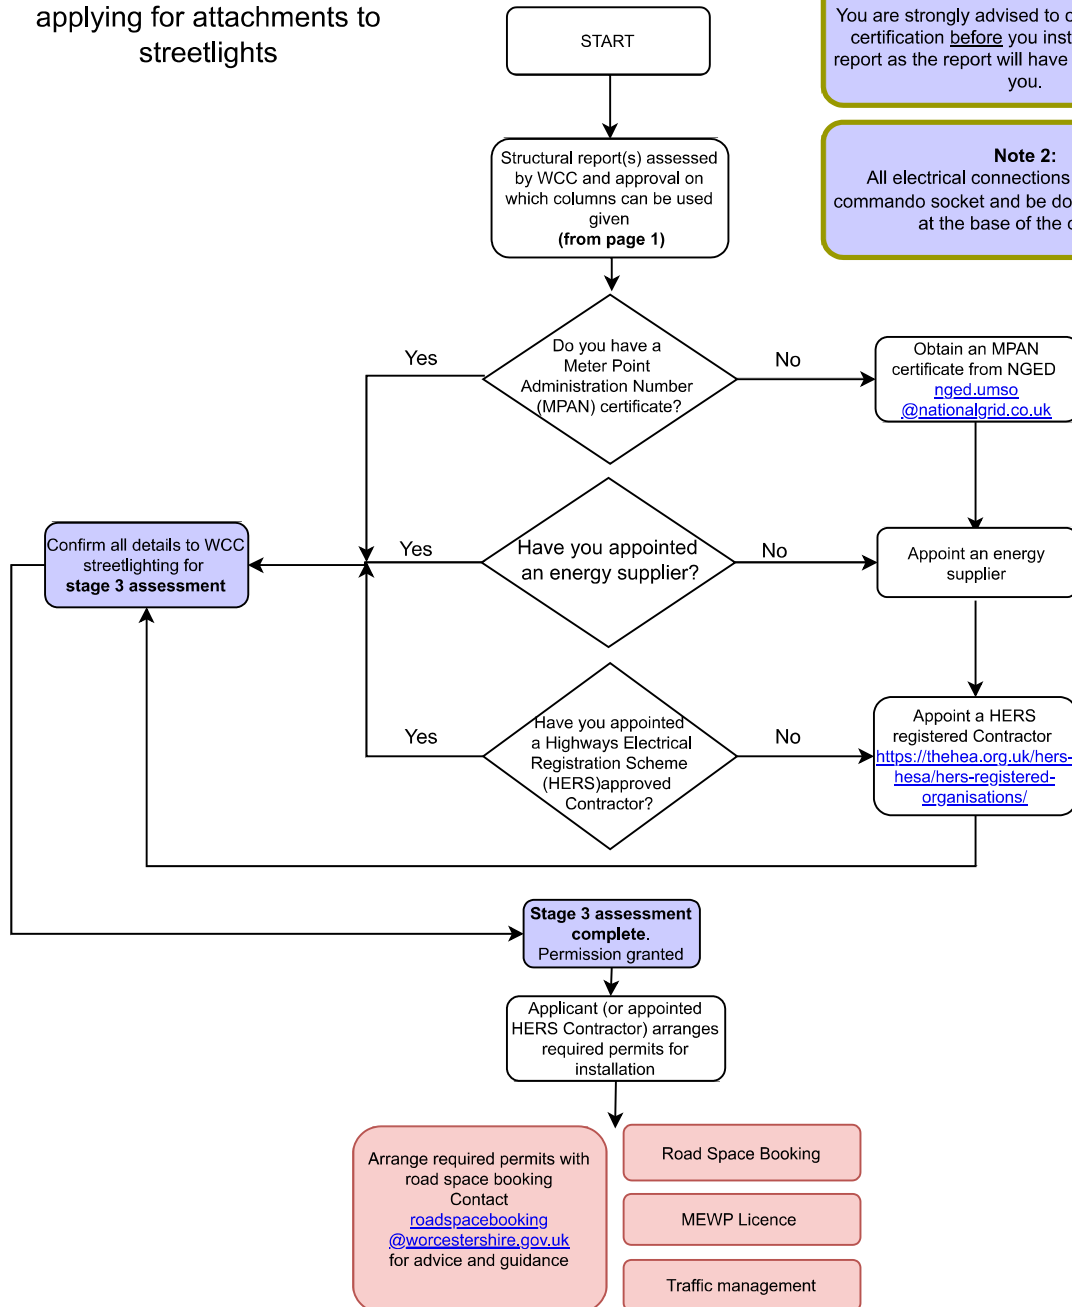 applying for attachments to
streetlights
START
You are strongly advised to
certification before you
report as the report will have
you.
Note 2:
All electrical connections
commando socket and be
at the base of the
Structural report(s) assessed
by WCC and approval on
which columns can be used
given
(from page 1)
Do you have a
Meter Point
Administration Number
(MPAN) certificate?
Yes
No
Obtain an MPAN
certificate from NGED
nged.umso
@nationalgrid.co.uk
Have you appointed
an energy supplier?
Yes
No
Appoint an energy
supplier
Confirm all details to WCC
streetlighting for
stage 3 assessment
Have you appointed
a Highways Electrical
Registration Scheme
(HERS)approved
Contractor?
Yes
No
Appoint a HERS
registered Contractor
https://thehea.org.uk/hers-
hesa/hers-registered-
organisations/
Stage 3 assessment
complete.
Permission granted
Applicant (or appointed
HERS Contractor) arranges
required permits for
installation
Arrange required permits with
road space booking
Contact
roadspacebooking
@worcestershire.gov.uk
for advice and guidance
Road Space Booking
MEWP Licence
Traffic management